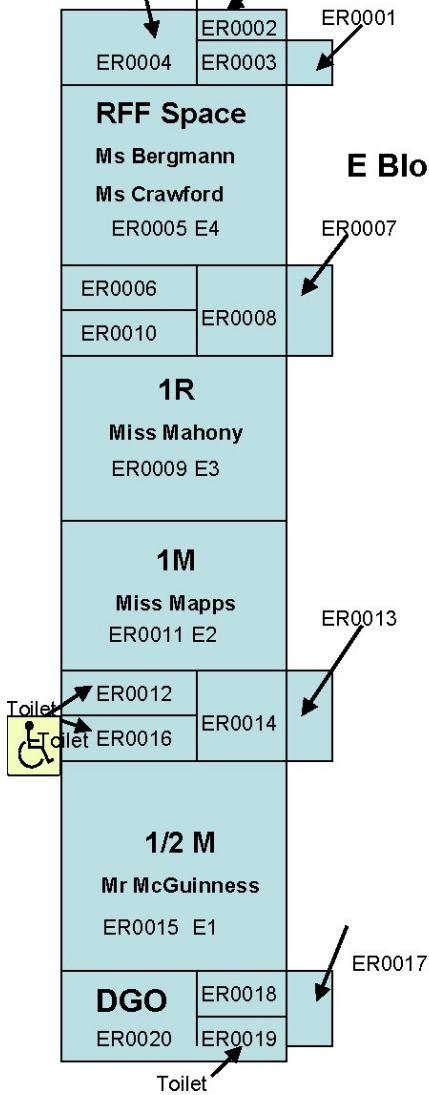 ER0001
ER0002
ER0004 ER0003
RFF Space
Ms Bergmann
Ms Crawford
ER0005 E4
E Blo
ER0007
ER0006
ER0008
ER0010
1R
Miss Mahony
ER0009 E3
1M
Miss Mapps
ER0011 E2
ER0013
ER0012
Toilet
ER0014
Toilet ER0016
1/2 M
Mr McGuinness
ER0015 E1
ER0017
DGO
ER0018
ER0020 ER0019
Toilet